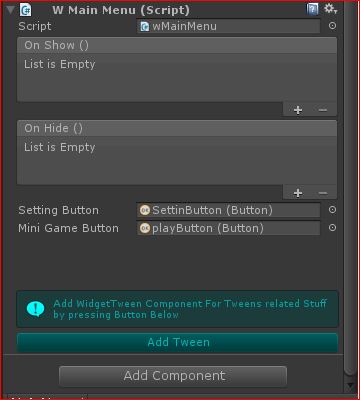 W Main Menu (Script)
Script wMainMenu
On Show ()
List is Empty
+ −
On Hide ()
List is Empty
+ −
Setting Button SettinButton (Button)
Mini Game Button playButton (Button)
Add WidgetTween Component For Tweens related Stuff
by pressing Button Below
Add Tween
Add Component